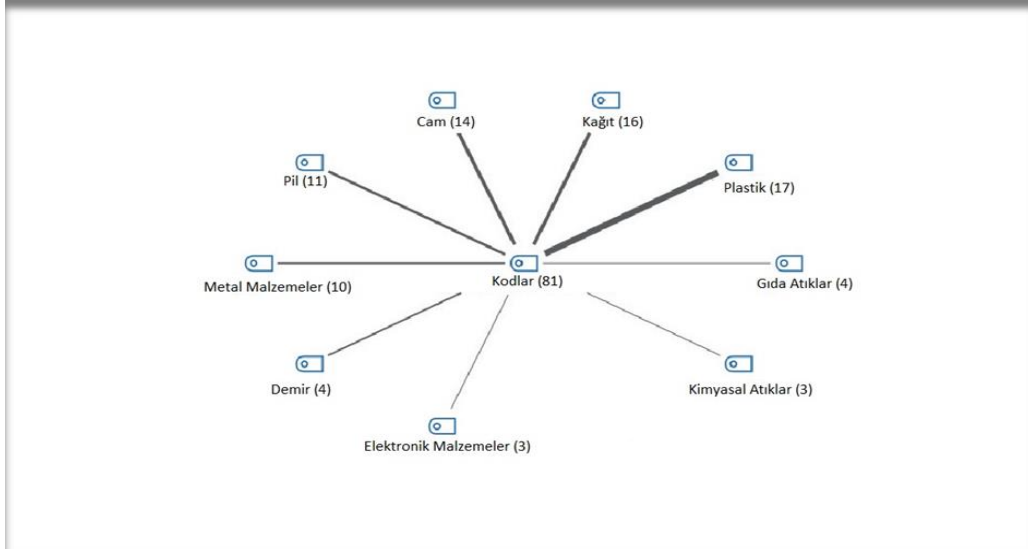 Cam (14)
Kağıt (16)
Pil (11)
Plastik (17)
Kodlar (81)
Metal Malzemeler (10)
Gıda Atıklar (4)
Demir (4)
Kimyasal Atıklar (3)
Elektronik Malzemeler (3)